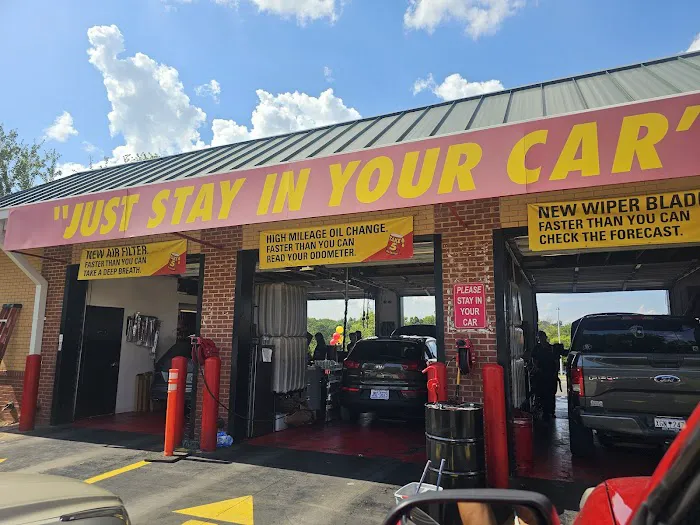 "JUST STAY IN YOUR CAR"
NEW AIR FILTER.
FASTER THAN YOU CAN
TAKE A DEEP BREATH.
HIGH MILEAGE OIL CHANGE.
FASTER THAN YOU CAN
READ YOUR ODOMETER.
NEW WIPER BLAD
FASTER THAN YOU CAN
CHECK THE FORECAST.
PLEASE
STAY IN
YOUR
CAR
Ford